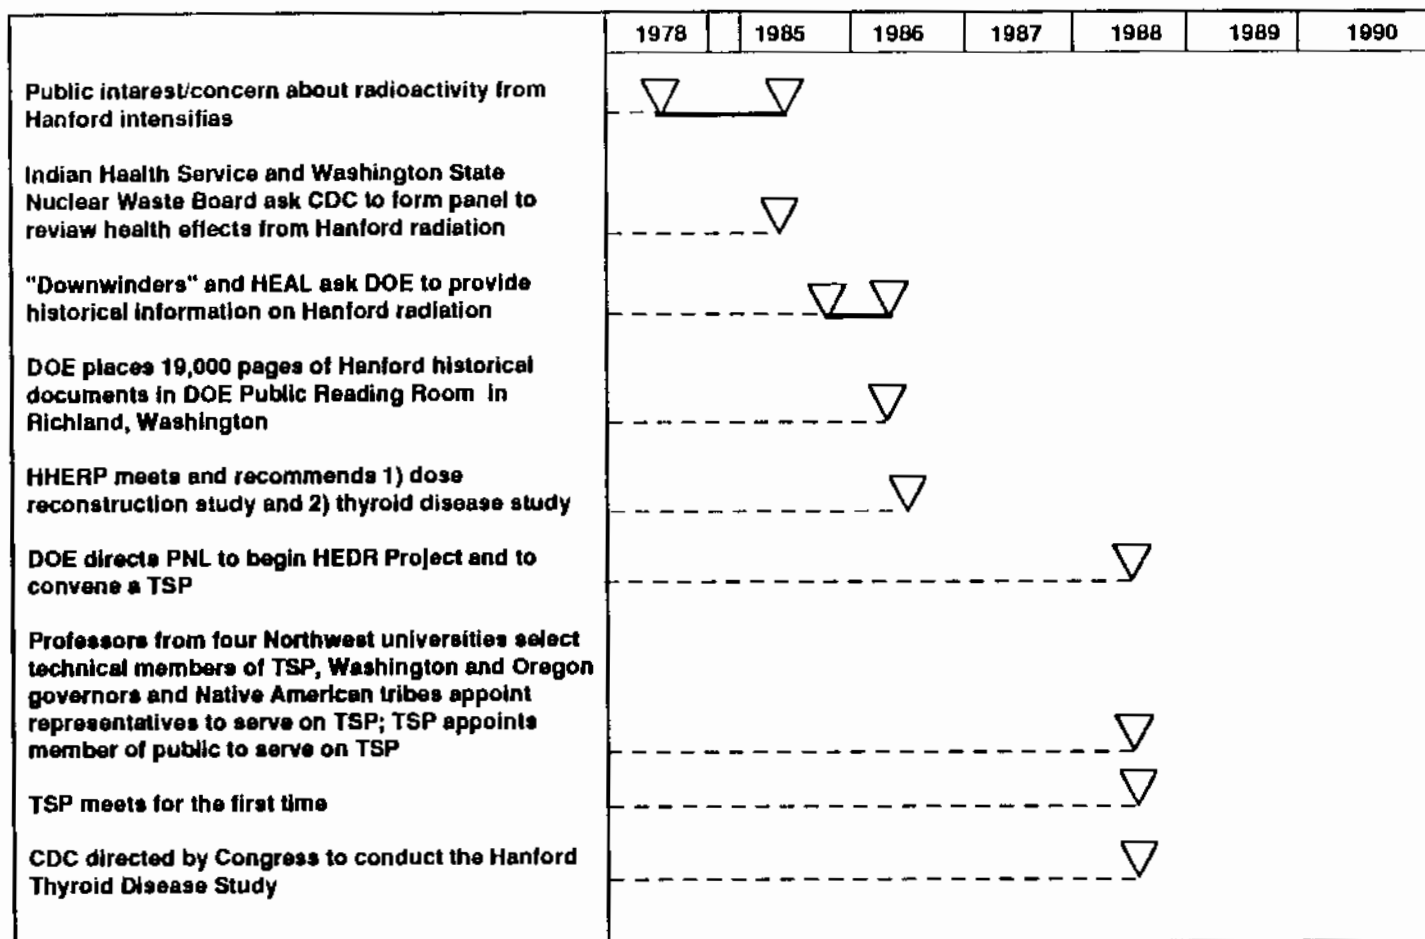 1978 1985 1986 1987 1988 1989 1990
Public intarest/concern about radioactivity from
Hanford intensifias
Indian Haalth Service and Washington State
Nuclear Waste Board ask CDC to form panel to
reviaw health effects from Hanford radiation
"Downwinders" and HEAL ask DOE to provide
historical information on Hanford radiation
DOE places 19,000 pages of Hanford historical
documents in DOE Public Reading Room in
Richland, Washington
HHERP meets and recommends 1) dose
reconstruction study and 2) thyroid disease study
DOE directs PNL to begin HEDR Project and to
convene a TSP
Professors from four Northwest universities select
technical members of TSP, Washington and Oregon
governors and Native American tribes appoint
representatives to serve on TSP; TSP appoints
member of public to serve on TSP
TSP meets for the first time
CDC directed by Congress to conduct the Hanford
Thyroid Disease Study